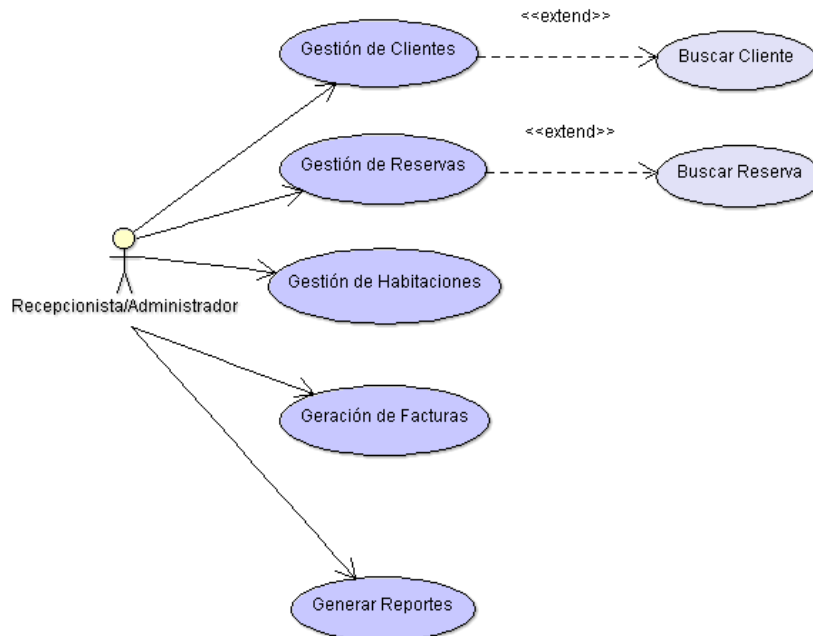 <<extend>>
Gestión de Clientes
Buscar Cliente
<<extend>>
Gestión de Reservas
Buscar Reserva
Gestión de Habitaciones
Recepcionista/Administrador
Geración de Facturas
Generar Reportes